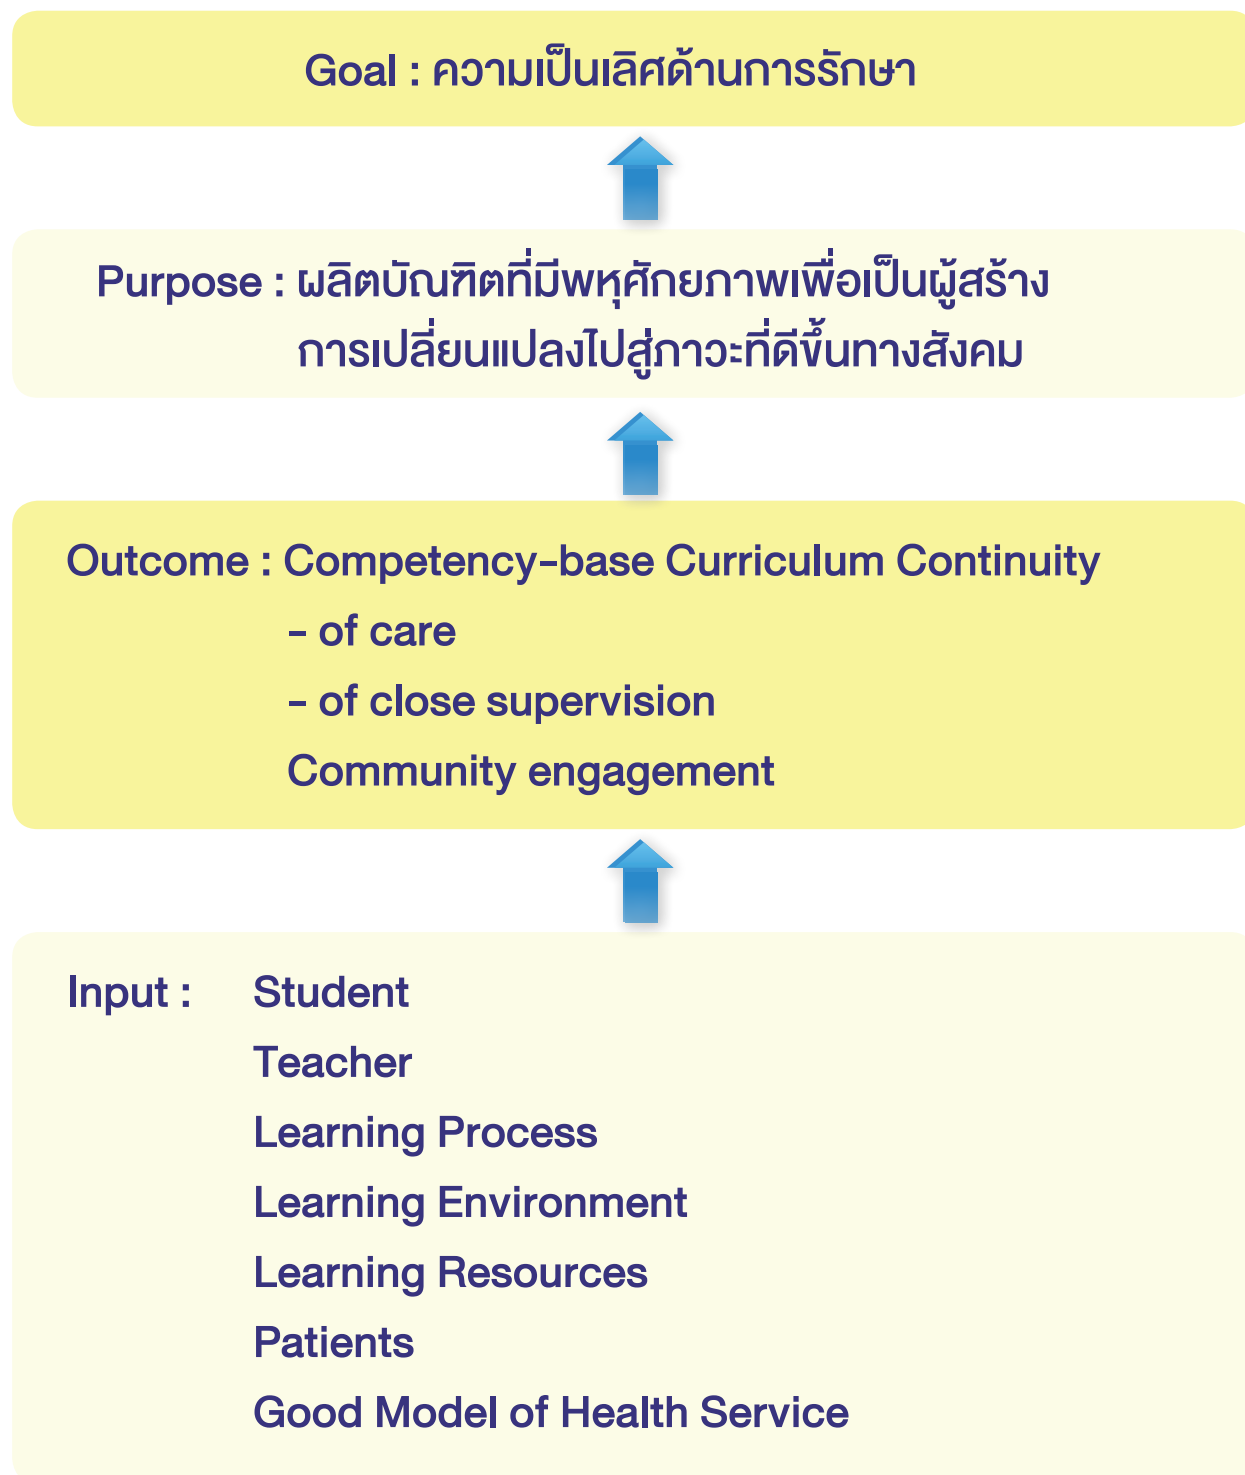 Goal : ความเป็นเลิศด้านการรักษา
Purpose : ผลิตบัณฑิตที่มีพหุศักยภาพเพื่อเป็นผู้สร้าง
การเปลี่ยนแปลงไปสู่ภาวะที่ดีขึ้นทางสังคม
Outcome : Competency-base Curriculum Continuity
- of care
- of close supervision
Community engagement
Input : Student
Teacher
Learning Process
Learning Environment
Learning Resources
Patients
Good Model of Health Service